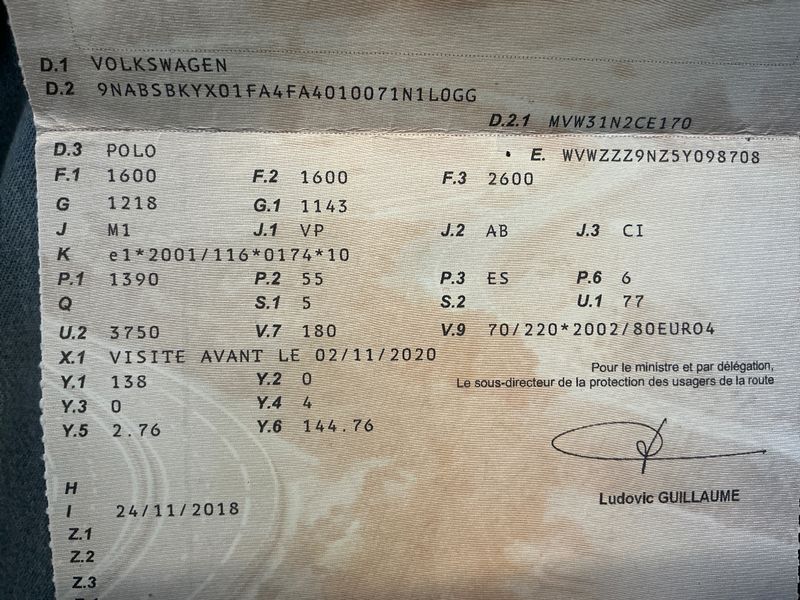 D.1 VOLKSWAGEN
D.2 9NABSBKYX01FA4FA4010071N1L0GG
D.2.1 MVW31N2CE170
D.3 POLO E. WVWZZZ9NZ5Y098708
F.1 1600 F.2 1600 F.3 2600
G 1218 G.1 1143
J M1 J.1 VP J.2 AB J.3 CI
K e1*2001/116*0174*10
P.1 1390 P.2 55 P.3 ES P.6 6
Q S.1 5 S.2 U.1 77
U.2 3750 V.7 180 V.9 70/220*2002/80EURO4
X.1 VISITE AVANT LE 02/11/2020
Pour le ministre et par délégation,
Y.1 138 Y.2 0 Le sous-directeur de la protection des usagers de la route
Y.3 0 Y.4 4
Y.5 2.76 Y.6 144.76
H
Ludovic GUILLAUME
I 24/11/2018
Z.1
Z.2
Z.3